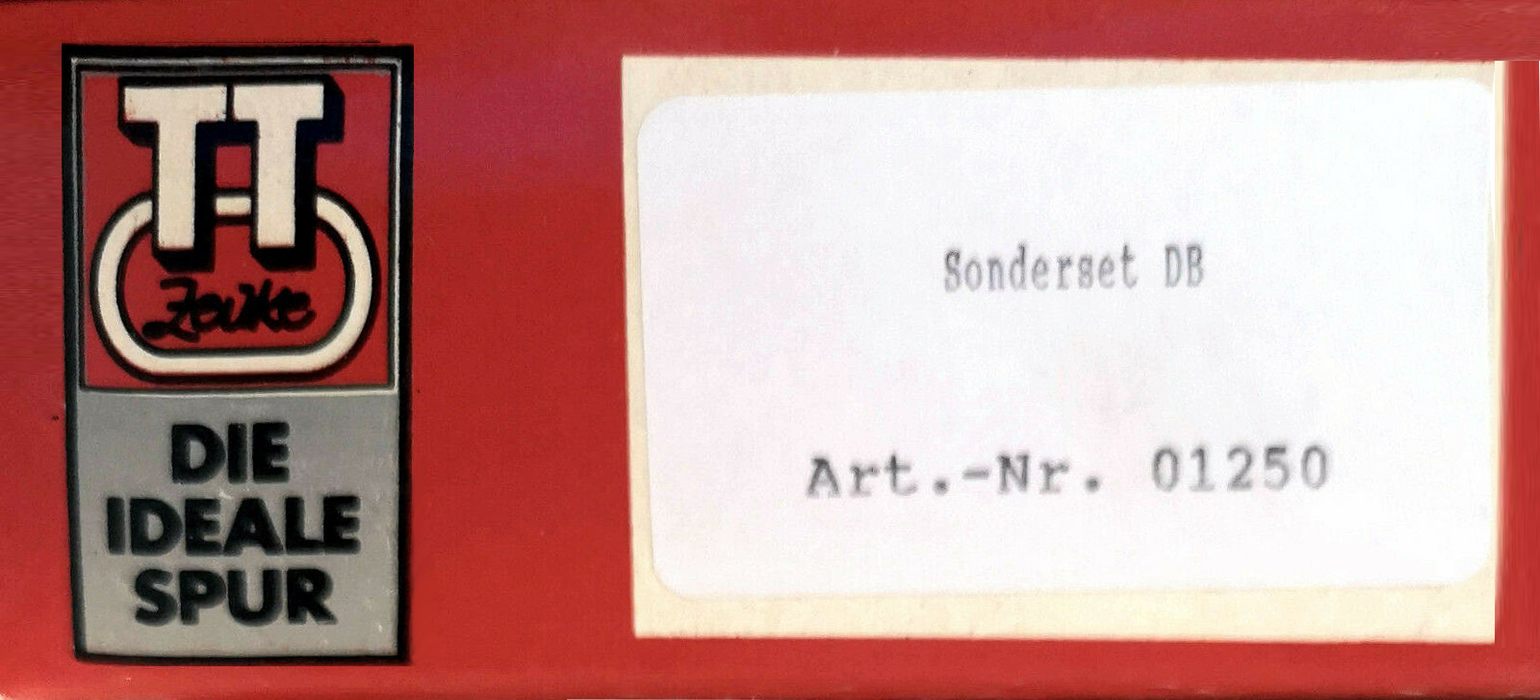 TT
Zeuke
DIE
IDEALE
SPUR
Sonderset DB
Art.-Nr. 01250